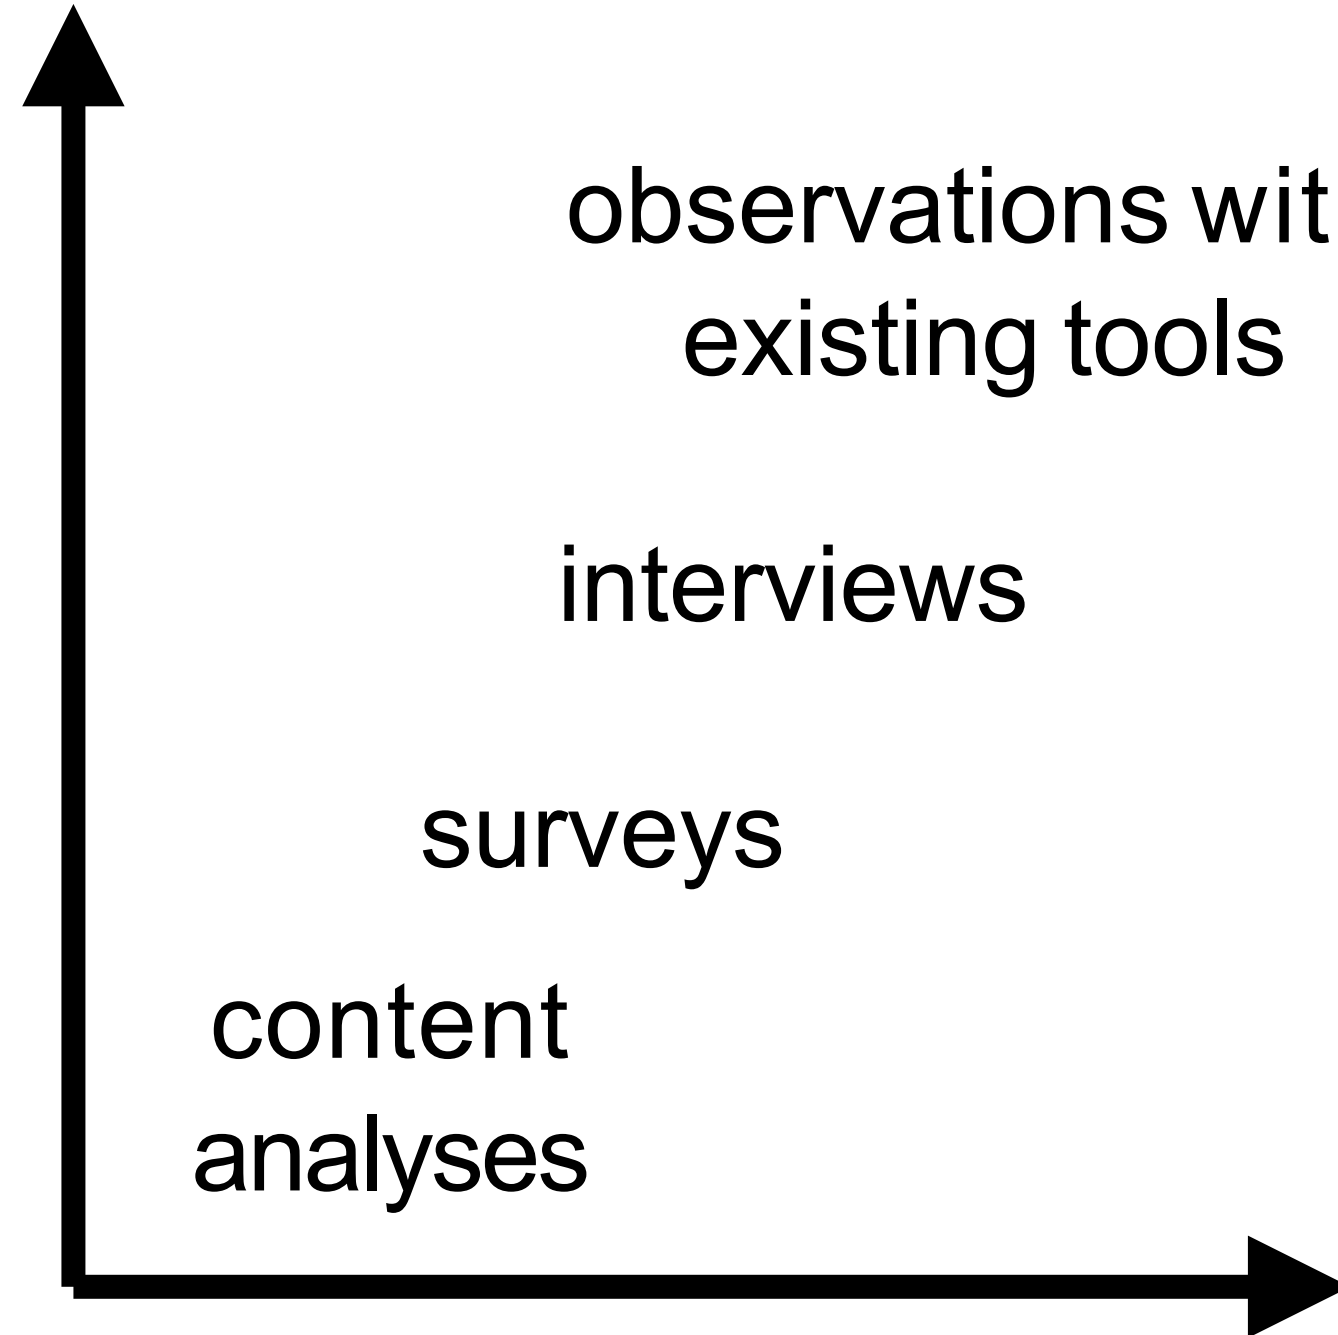 observations wit
existing tools
interviews
surveys
content
analyses